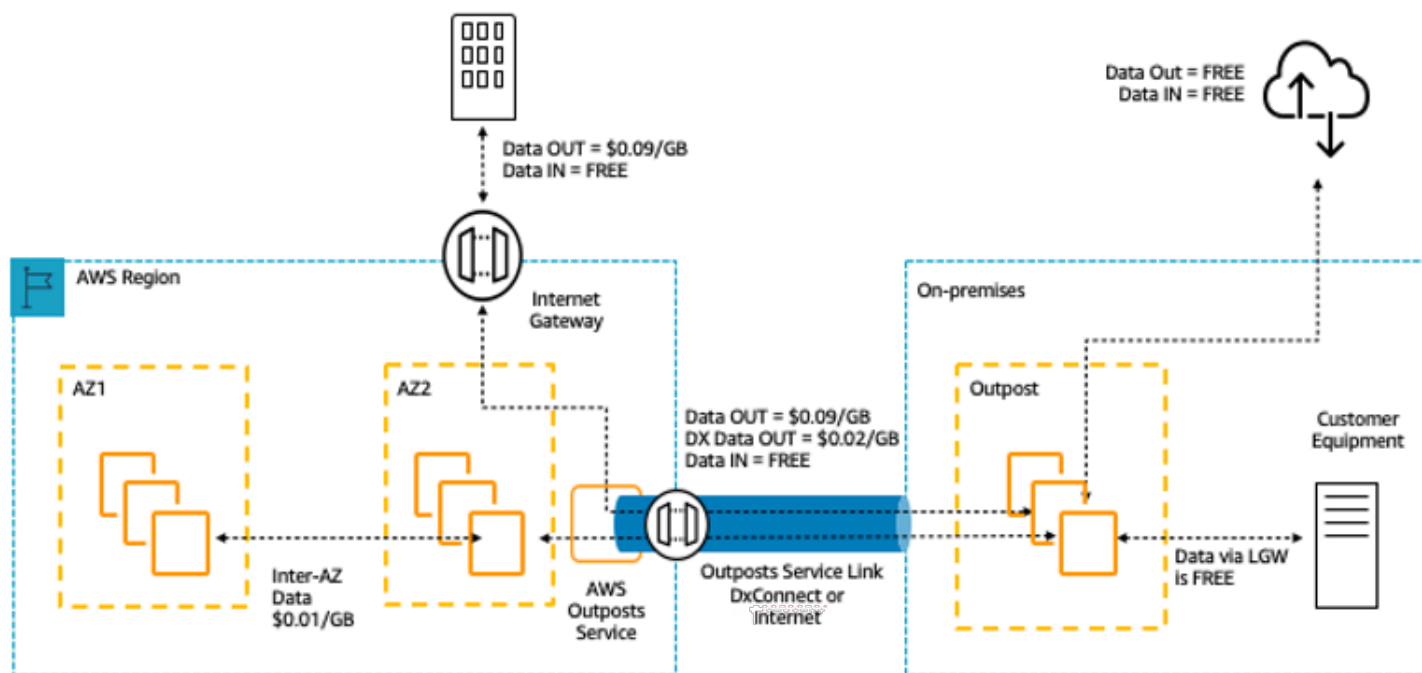 Data Out = FREE
Data IN = FREE
Data OUT = $0.09/GB
Data IN = FREE
AWS Region
Internet
Gateway
On-premises
AZ1
AZ2
Outpost
Data OUT = $0.09/GB
DX Data OUT = $0.02/GB
Data IN = FREE
Customer
Equipment
Inter-AZ
Data
$0.01/GB
AWS
Outposts
Service
Outposts Service Link
DxConnect or
Internet
Data via LGW
is FREE